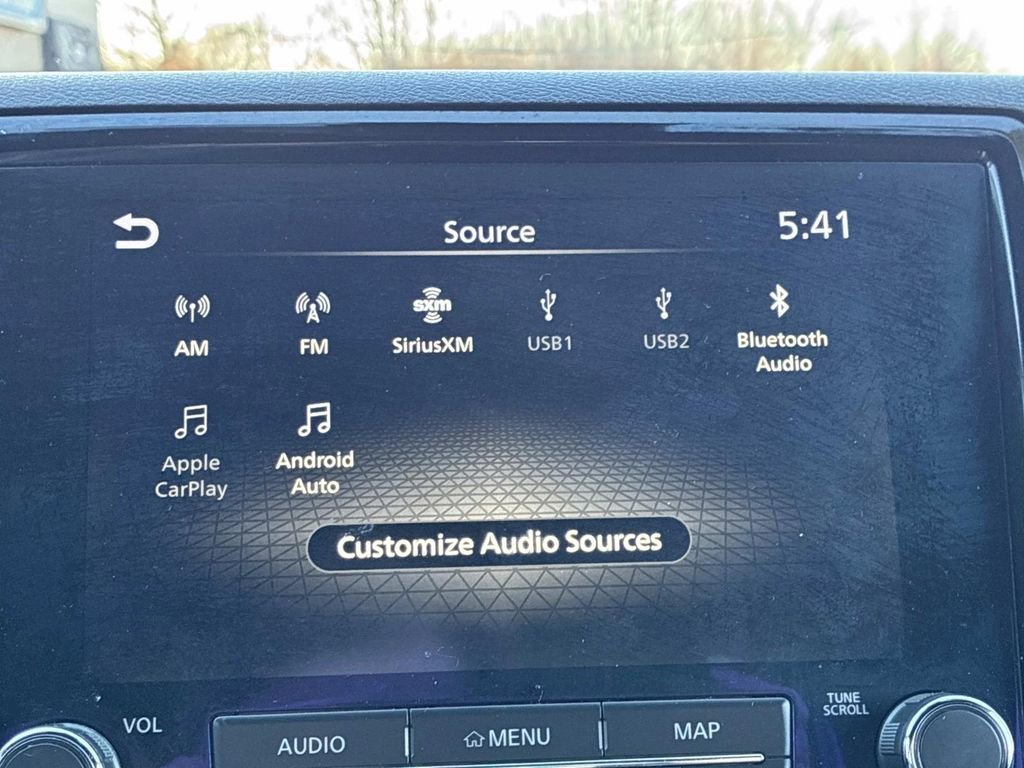 Source
5:41
AM
FM
sxm
SiriusXM
USB1
USB2
Bluetooth
Audio
Apple
CarPlay
Android
Auto
Customize Audio Sources
VOL
AUDIO
MENU
MAP
TUNE
SCROLL